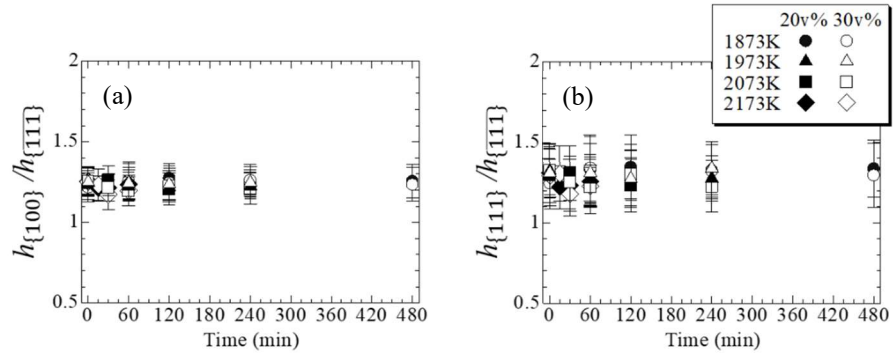 20v% 30v%
1873K
1973K
2073K
2173K
(a)
2
1.5
1
0.5
h{100} /h{111}
0 60 120 180 240 300 360 420 480
Time (min)
(b)
2
1.5
1
0.5
h{111} /h{111}
0 60 120 180 240 300 360 420 480
Time (min)